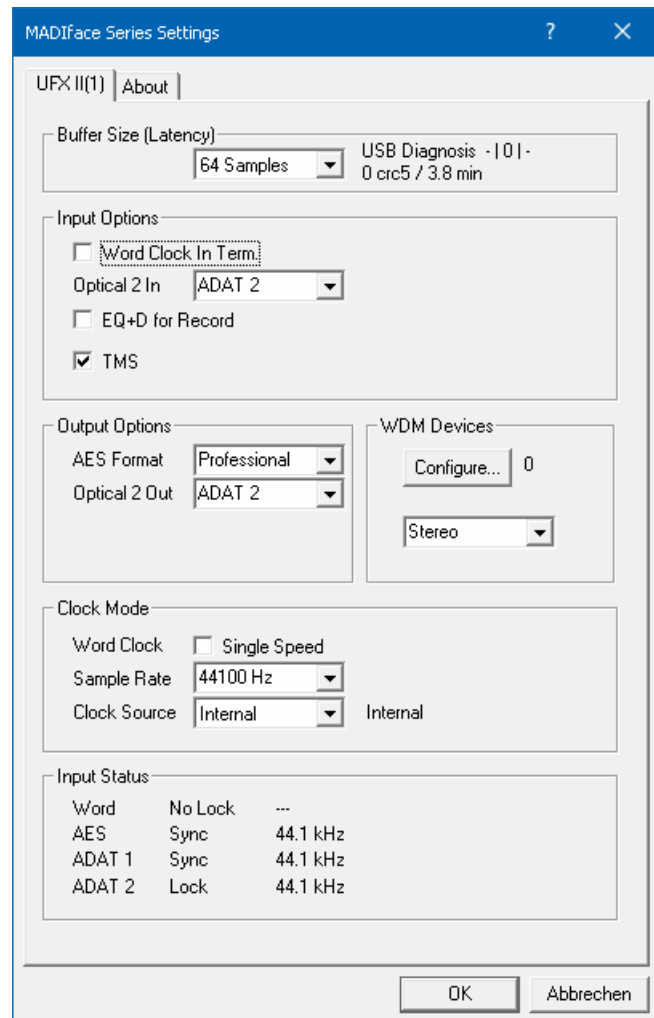 MADIface Series Settings ? ×
UFX II(1) About
Buffer Size (Latency)
64 Samples USB Diagnosis - | 0 | -
0 crc5 / 3.8 min
Input Options
Word Clock In Term.
Optical 2 In ADAT 2
EQ+D for Record
TMS
Output Options
AES Format Professional
Optical 2 Out ADAT 2
WDM Devices
Configure... 0
Stereo
Clock Mode
Word Clock Single Speed
Sample Rate 44100 Hz
Clock Source Internal Internal
Input Status
Word No Lock ---
AES Sync 44.1 kHz
ADAT 1 Sync 44.1 kHz
ADAT 2 Lock 44.1 kHz
OK Abbrechen